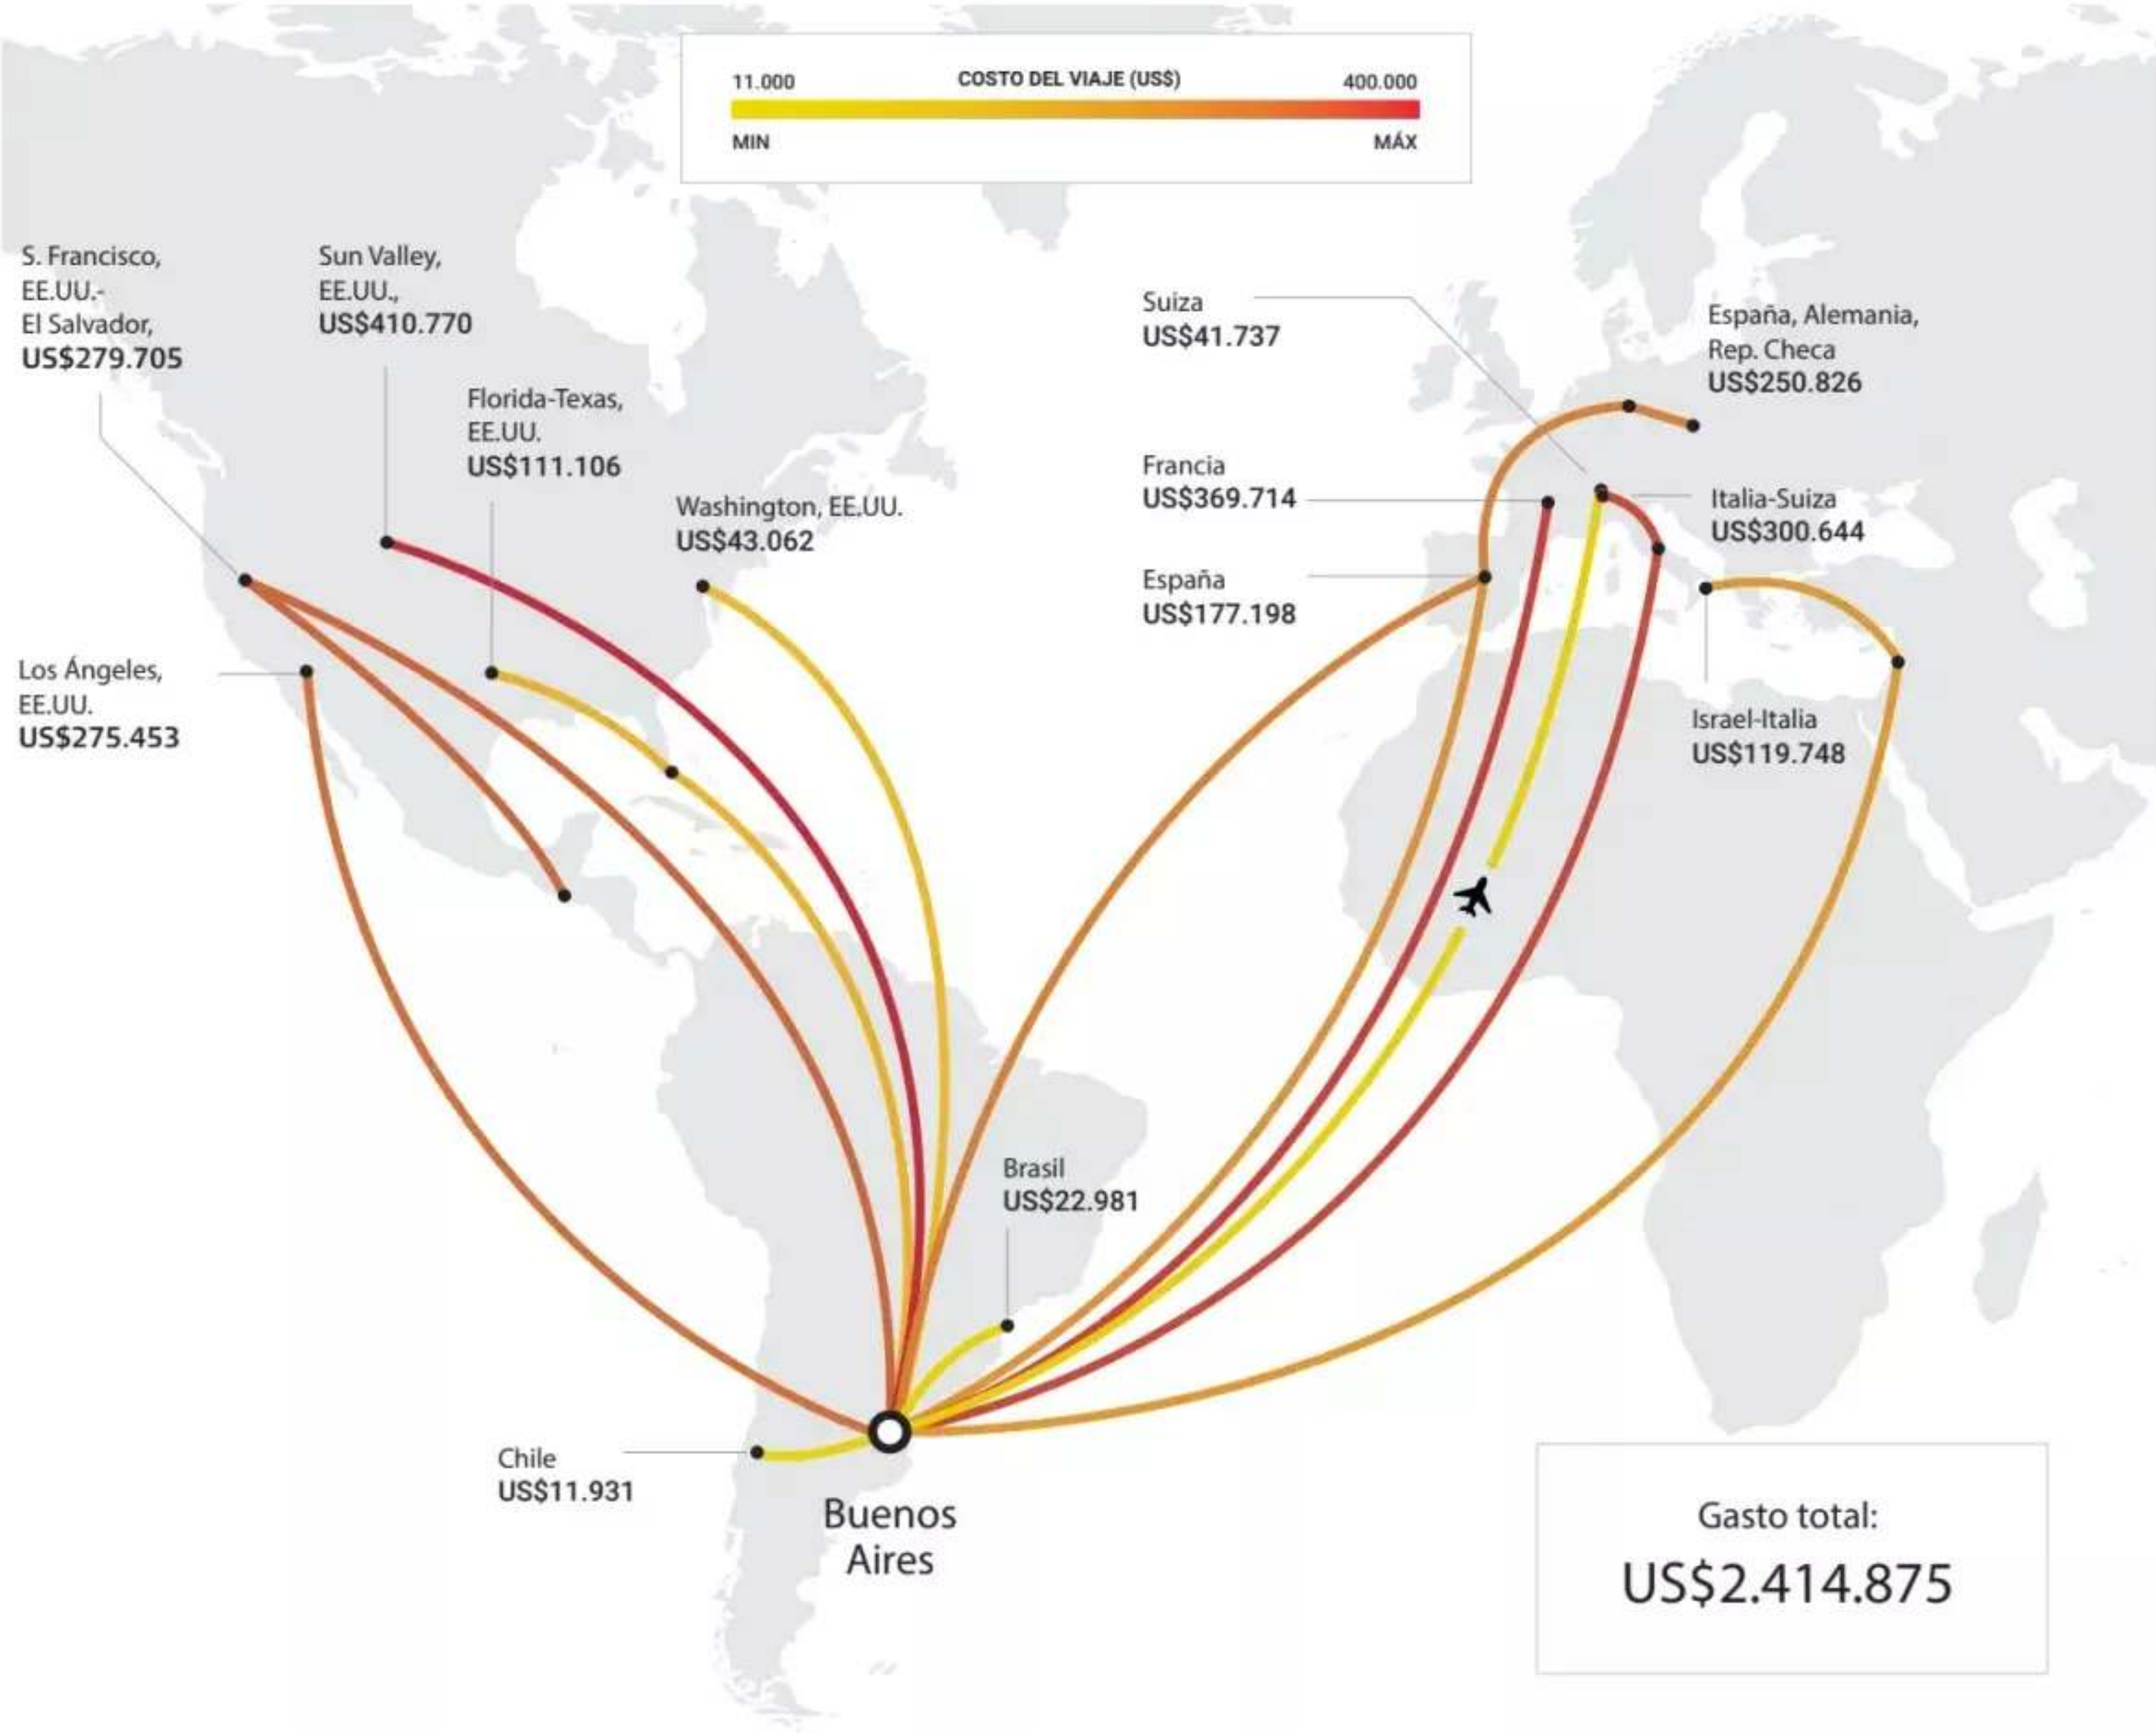 11.000 COSTO DEL VIAJE (US$) 400.000
MIN MÁX
S. Francisco,
EE.UU.-
El Salvador,
US$279.705
Sun Valley,
EE.UU.,
US$410.770
Florida-Texas,
EE.UU.
US$111.106
Washington, EE.UU.
US$43.062
Los Ángeles,
EE.UU.
US$275.453
Suiza
US$41.737
España, Alemania,
Rep. Checa
US$250.826
Francia
US$369.714
Italia-Suiza
US$300.644
España
US$177.198
Israel-Italia
US$119.748
Brasil
US$22.981
Chile
US$11.931
Buenos
Aires
Gasto total:
US$2.414.875